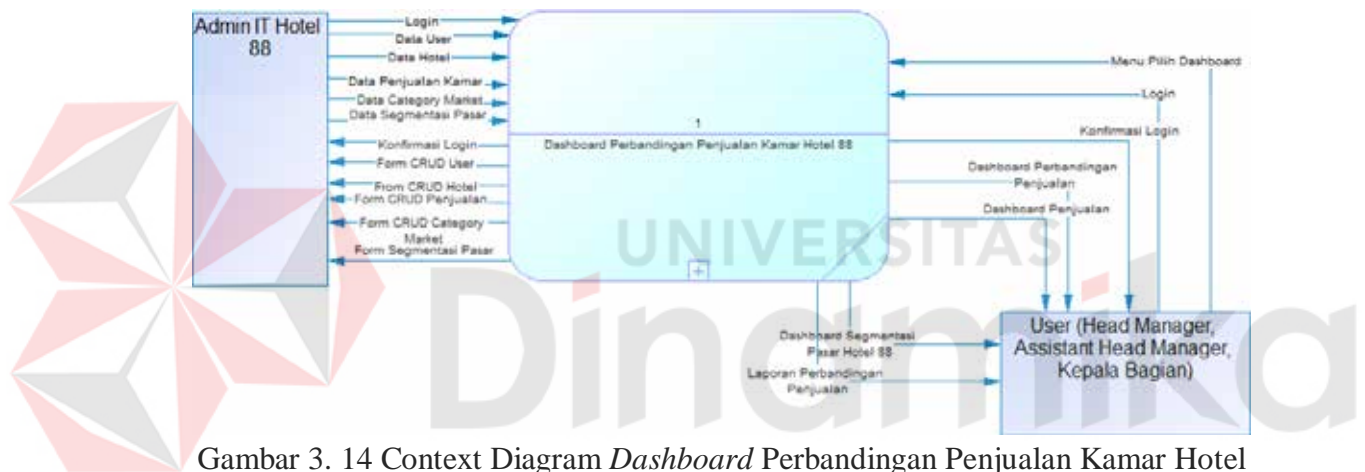 Admin IT Hotel
88
Login
Data User
Data Hotel
Data Penjualan Kamar
Data Category Market
Data Segmentasi Pasar
Konfirmasi Login
Form CRUD User
From CRUD Hotel
Form CRUD Penjualan
Form CRUD Category
Market
Form Segmentasi Pasar
1
Dashboard Perbandingan Penjualan Kamar Hotel 88
Menu Pilih Dashboard
Login
Konfirmasi Login
Dashboard Perbandingan
Penjualan
Dashboard Penjualan
Dashboard Segmentasi
Pasar Hotel 88
Laporan Perbandingan
Penjualan
User (Head Manager,
Assistant Head Manager,
Kepala Bagian)
UNIVERSITAS
Dinamika
Gambar 3. 14 Context Diagram Dashboard Perbandingan Penjualan Kamar Hotel